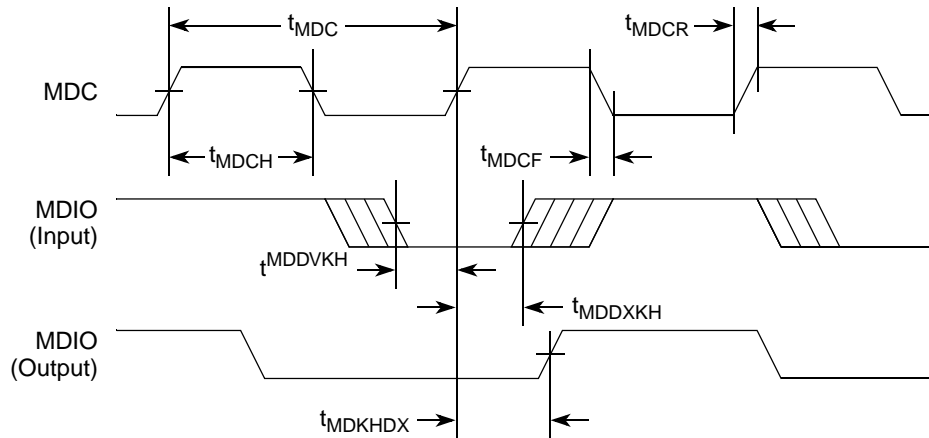 tMDC
tMDCR
MDC
tMDCH
tMDCF
MDIO
(Input)
tMDDVKH
tMDDXKH
MDIO
(Output)
tMDKHDX